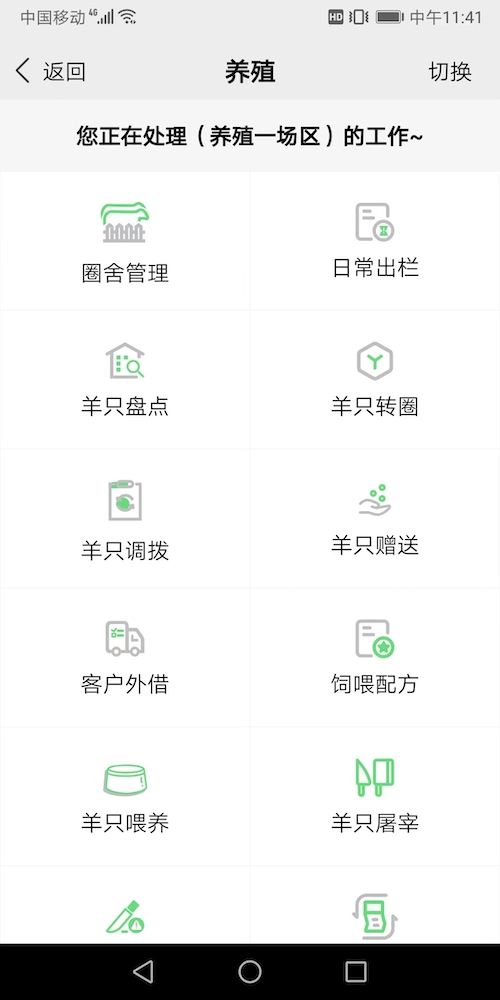 中国移动 4G HD 中午11:41
返回 养殖 切换
您正在处理（养殖一场区）的工作~
圈舍管理 日常出栏
羊只盘点 羊只转圈
羊只调拨 羊只赠送
客户外借 饲喂配方
羊只喂养 羊只屠宰